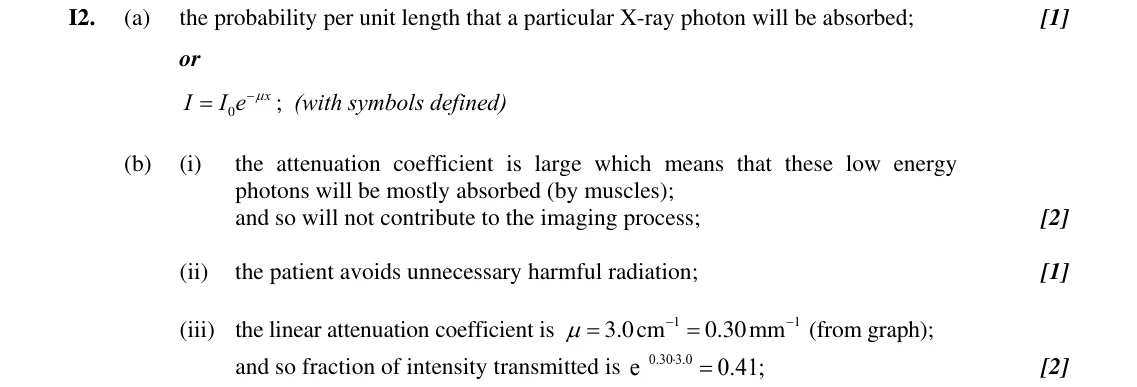 I2. (a) the probability per unit length that a particular X-ray photon will be absorbed; [1]
or
I = I₀e^{−μx} ; (with symbols defined)
(b) (i) the attenuation coefficient is large which means that these low energy
photons will be mostly absorbed (by muscles);
and so will not contribute to the imaging process; [2]
(ii) the patient avoids unnecessary harmful radiation; [1]
(iii) the linear attenuation coefficient is μ = 3.0 cm⁻¹ = 0.30 mm⁻¹ (from graph);
and so fraction of intensity transmitted is e^{0.30·3.0} = 0.41; [2]